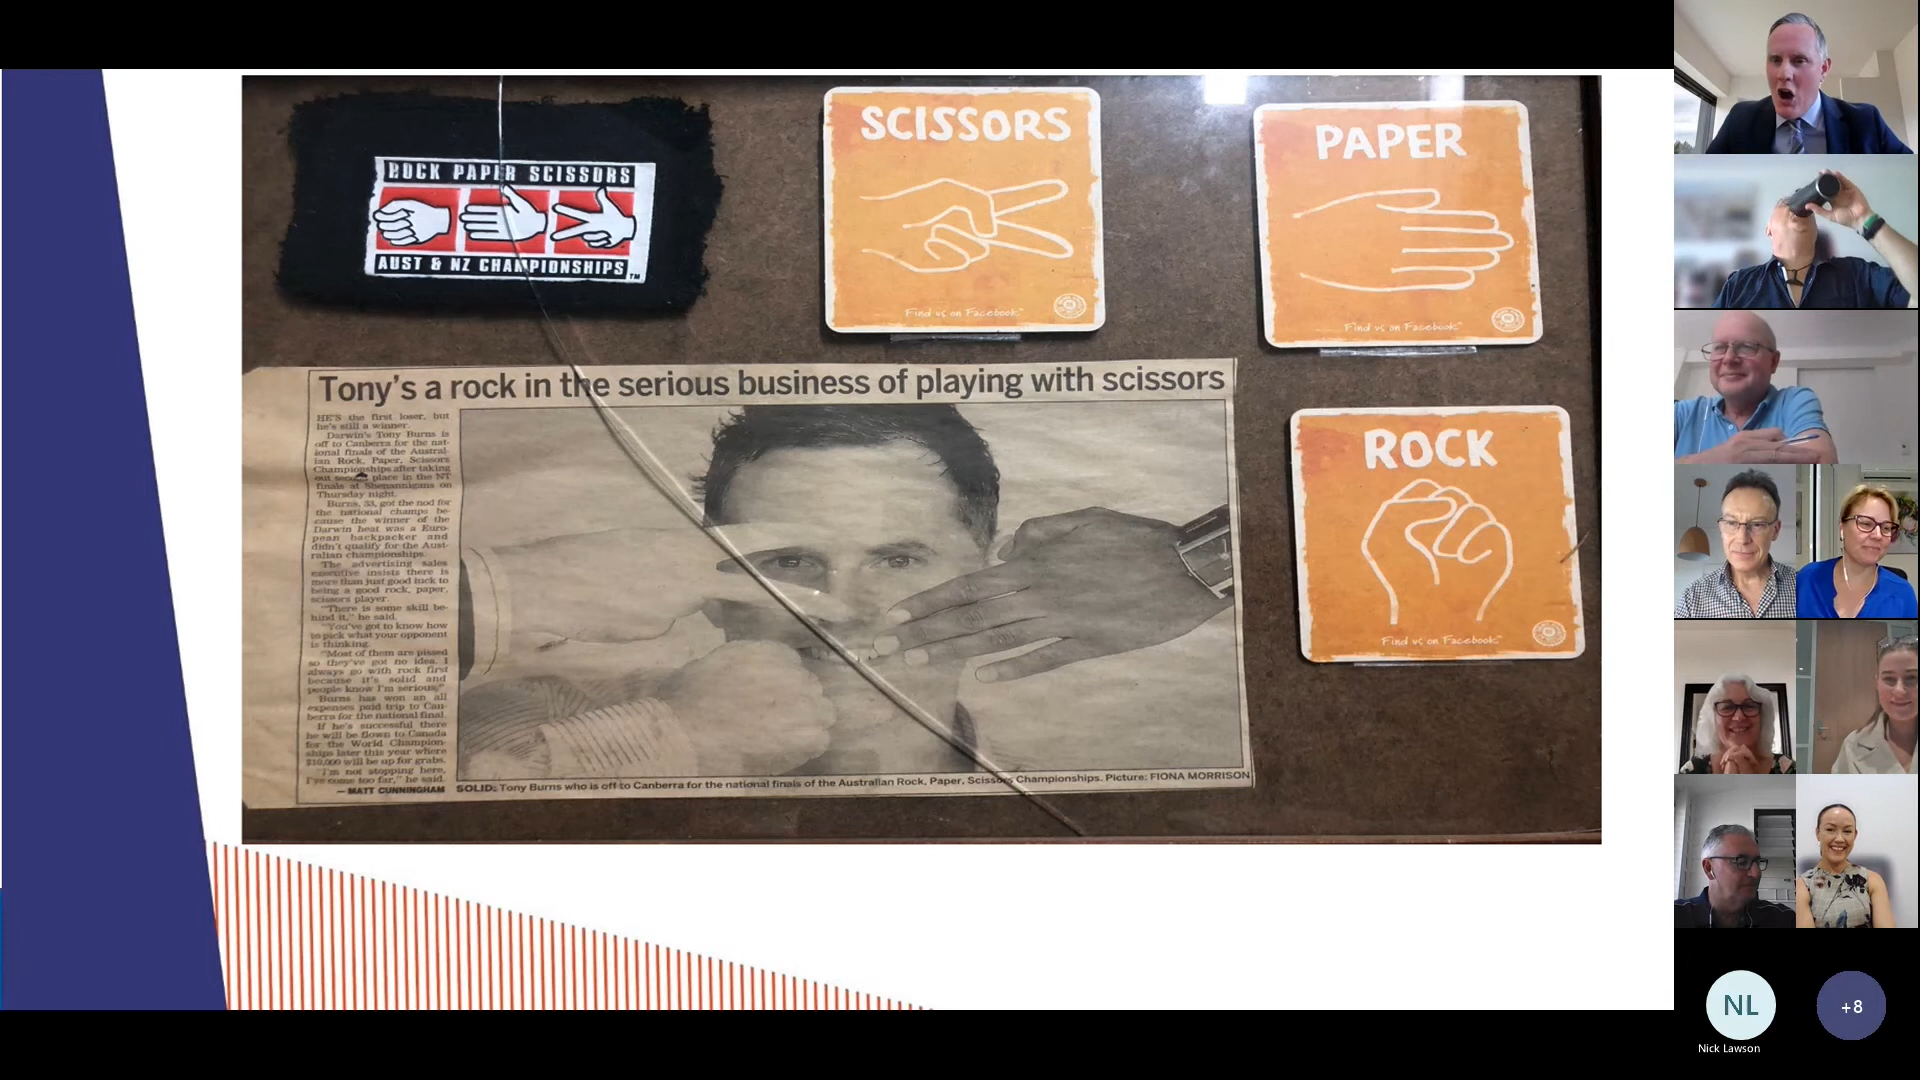 ROCK PAPER SCISSORS
AUST & NZ CHAMPIONSHIPS
TM
SCISSORS
Find us on Facebook
PAPER
Find us on Facebook
ROCK
Find us on Facebook
Tony's a rock in the serious business of playing with scissors
HE'S the first loser, but
he's still a winner.
Darwin's Tony Burns is
off to Canberra for the nat-
ional finals of the Austral-
ian Rock, Paper, Scissors
Championships after taking
out second place in the NT
finals at Shenannigans on
Thursday night.
Burns, 33, got the nod for
the national champs be-
cause the winner of the
Darwin heat was a Euro-
pean backpacker and
didn't qualify for the Aust-
ralian championships.
The advertising sales
executive insists there is
more than just good luck to
being a good rock, paper,
scissors player.
"There is some skill be-
hind it," he said.
"You've got to know how
to pick what your opponent
is thinking.
"Most of them are pissed
so they've got no idea. I
always go with rock first
because it's solid and
people know I'm serious."
Burns has won an all
expenses paid trip to Can-
berra for the national final.
If he's successful there
he will be flown to Canada
for the World Champion-
ships later this year where
$10,000 will be up for grabs.
"I'm not stopping here,
I've come too far," he said.
— MATT CUNNINGHAM
SOLID: Tony Burns who is off to Canberra for the national finals of the Australian Rock, Paper, Scissors Championships. Picture: FIONA MORRISON
NL
+8
Nick Lawson